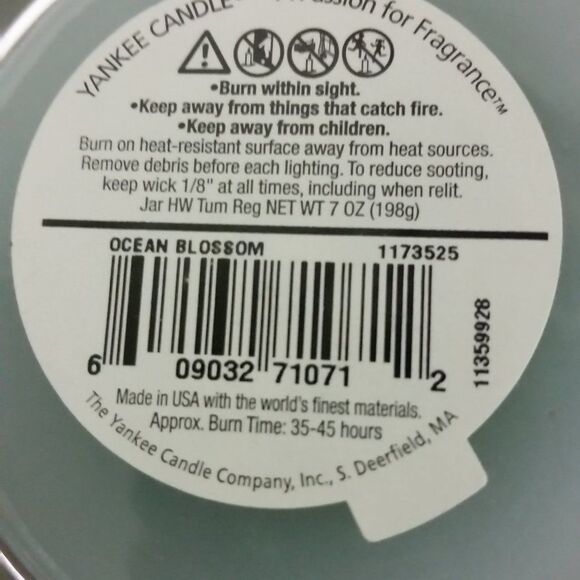 YANKEE CANDLE® Passion for Fragrance™
•Burn within sight.
•Keep away from things that catch fire.
•Keep away from children.
Burn on heat-resistant surface away from heat sources.
Remove debris before each lighting. To reduce sooting,
keep wick 1/8" at all times, including when relit.
Jar HW Tum Reg NET WT 7 OZ (198g)
OCEAN BLOSSOM 1173525
6 09032 71071 2
11359928
Made in USA with the world's finest materials.
Approx. Burn Time: 35-45 hours
The Yankee Candle Company, Inc., S. Deerfield, MA